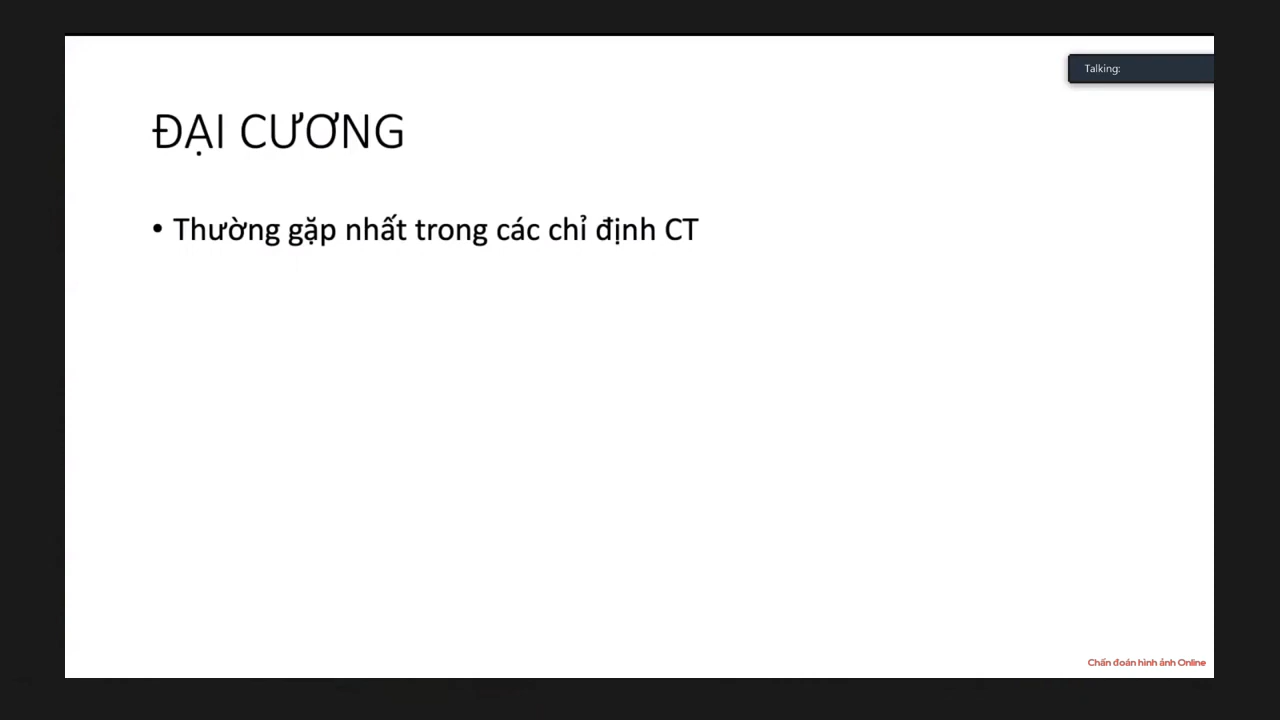 Talking:
ĐẠI CƯƠNG
• Thường gặp nhất trong các chỉ định CT
Chẩn đoán hình ảnh Online